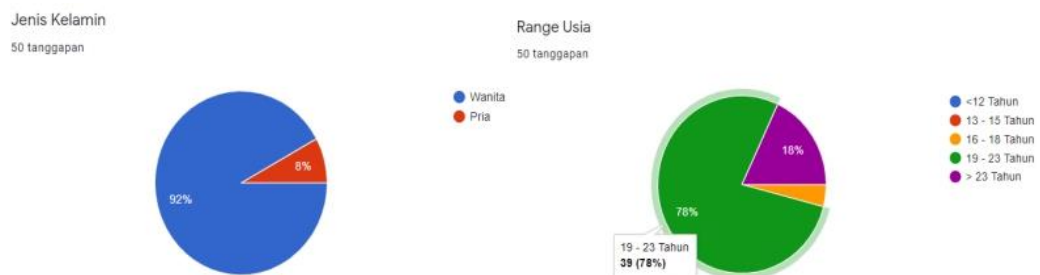 Jenis Kelamin
50 tanggapan
Wanita
Pria
8%
92%
Range Usia
50 tanggapan
<12 Tahun
13 - 15 Tahun
16 - 18 Tahun
19 - 23 Tahun
> 23 Tahun
18%
78%
19 - 23 Tahun
39 (78%)